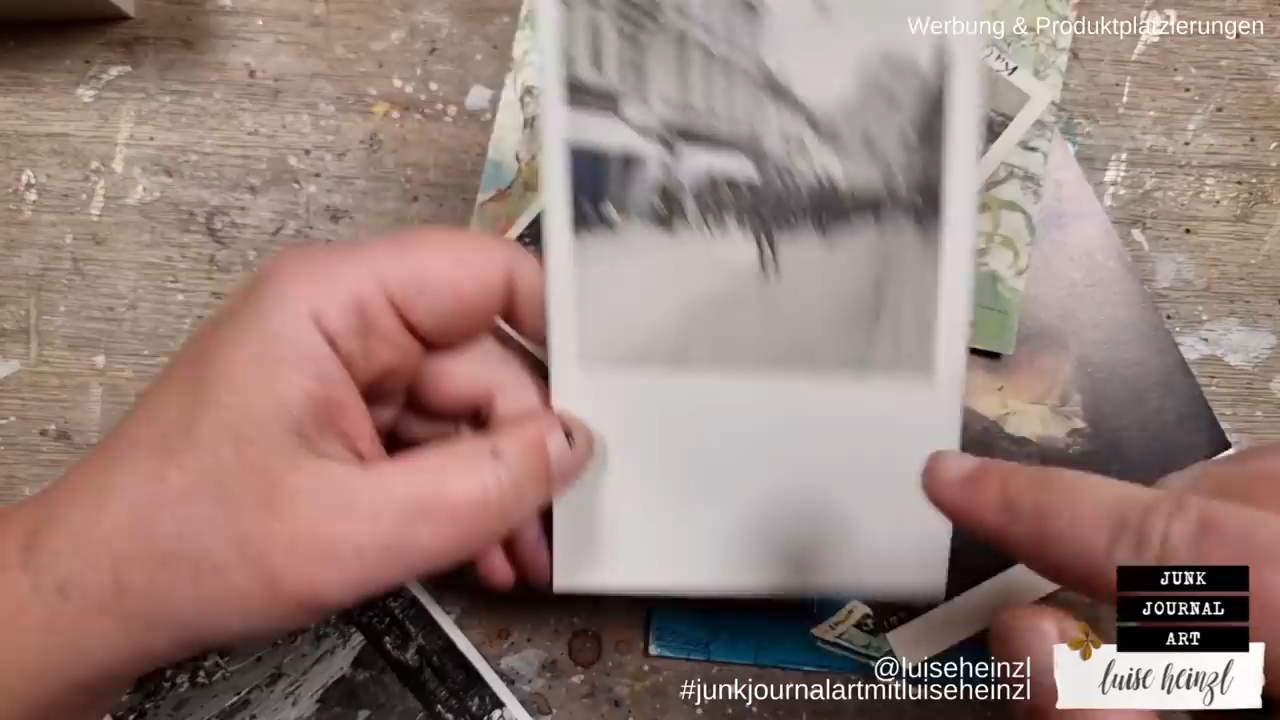 Werbung & Produktplatzierungen
JUNK
JOURNAL
ART
luise heinzl
@luiseheinzl
#junkjournalartmitluiseheinzl